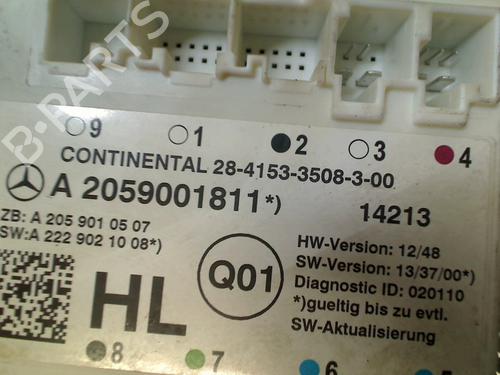 B-PARTS
9 1 2 3 4
CONTINENTAL 28-4153-3508-3-00
A 2059001811*) 14213
ZB: A 205 901 05 07
SW:A 222 902 10 08*)
HL
Q01
HW-Version: 12/48
SW-Version: 13/37/00*)
Diagnostic ID: 020110
*)gueltig bis zu evtl.
SW-Aktualisierung
8 7 6